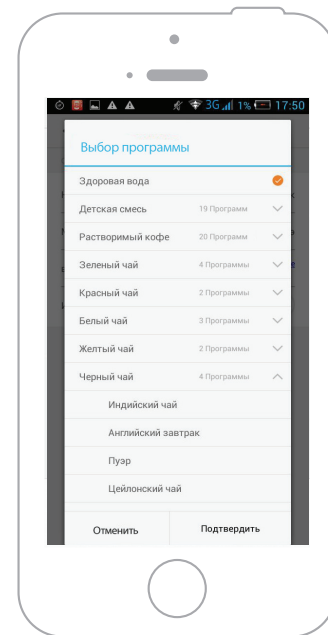 3G 1% 17:50
Выбор программы
Здоровая вода
Детская смесь 19 Программ
Растворимый кофе 20 Программ
Зеленый чай 4 Программы
Красный чай 2 Программы
Белый чай 3 Программы
Желтый чай 2 Программы
Черный чай 4 Программы
Индийский чай
Английский завтрак
Пуэр
Цейлонский чай
Отменить Подтвердить